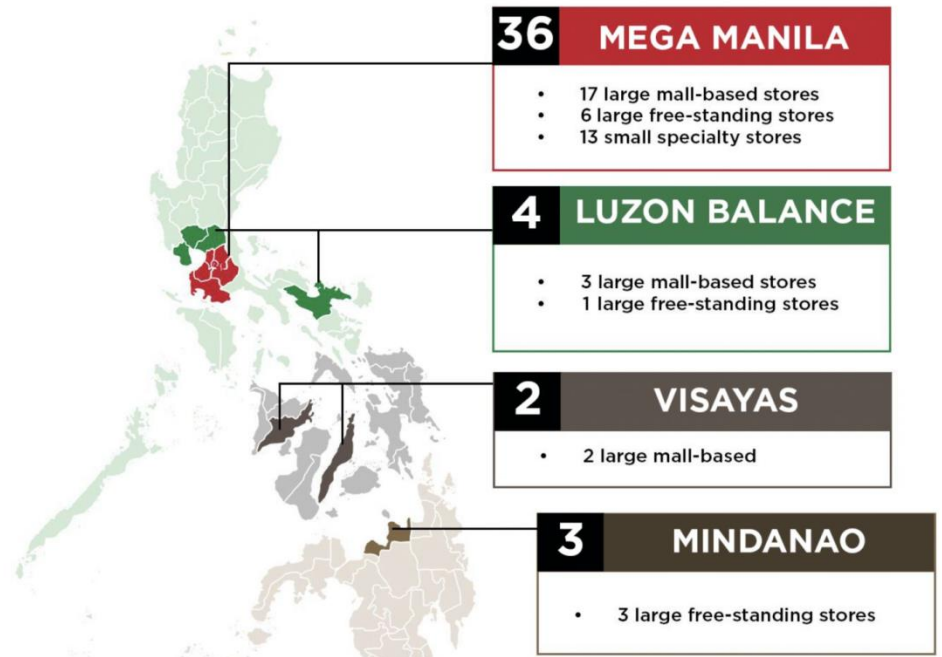 36 MEGA MANILA
• 17 large mall-based stores
• 6 large free-standing stores
• 13 small specialty stores
4 LUZON BALANCE
• 3 large mall-based stores
• 1 large free-standing stores
2 VISAYAS
• 2 large mall-based
3 MINDANAO
• 3 large free-standing stores